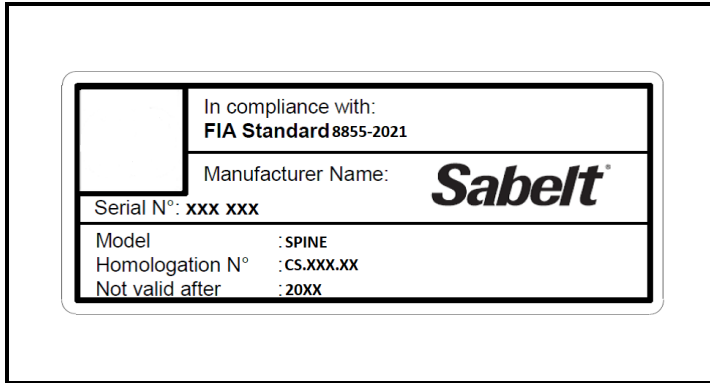 In compliance with:
FIA Standard 8855-2021
Manufacturer Name: Sabelt
Serial N°: XXX XXX
Model : SPINE
Homologation N° : CS.XXX.XX
Not valid after : 20XX